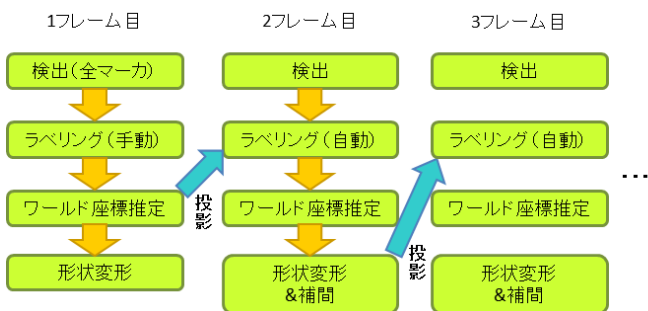 1フレーム目
検出(全マーカ)
ラベリング(手動)
ワールド座標推定
形状変形
投影
2フレーム目
検出
ラベリング(自動)
ワールド座標推定
形状変形
&補間
投影
3フレーム目
検出
ラベリング(自動)
ワールド座標推定
形状変形
&補間
…